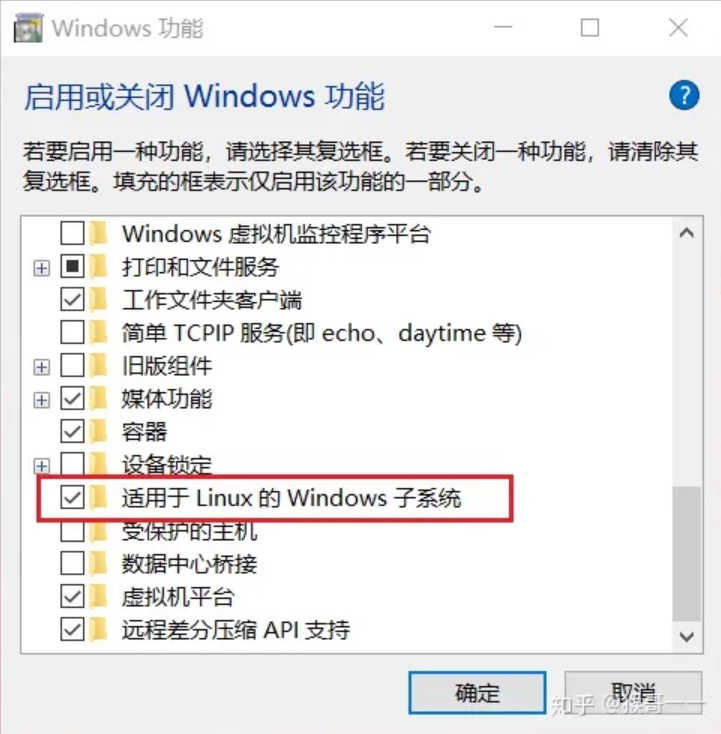 Windows 功能
启用或关闭 Windows 功能
?
若要启用一种功能，请选择其复选框。若要关闭一种功能，请清除其
复选框。填充的框表示仅启用该功能的一部分。
Windows 虚拟机监控程序平台
打印和文件服务
工作文件夹客户端
简单 TCPIP 服务(即 echo、daytime 等)
旧版组件
媒体功能
容器
设备锁定
适用于 Linux 的 Windows 子系统
受保护的主机
数据中心桥接
虚拟机平台
远程差分压缩 API 支持
确定
取消
知乎 @猴哥一一